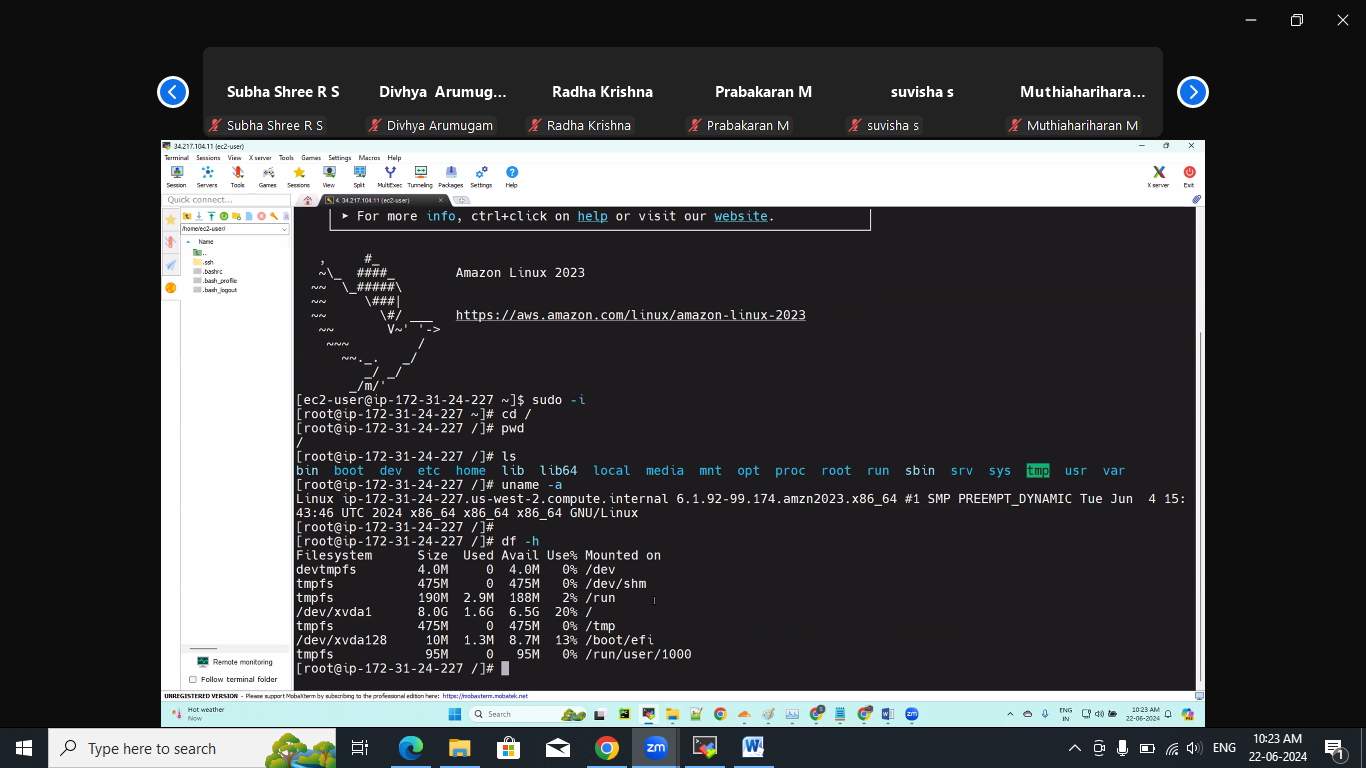 Subha Shree R S
Divhya Arumug...
Radha Krishna
Prabakaran M
suvisha s
Muthiaharihara...
Subha Shree R S
Divhya Arumugam
Radha Krishna
Prabakaran M
suvisha s
Muthiahariharan M
34.217.104.11 (ec2-user)
Terminal Sessions View X server Tools Games Settings Macros Help
Session Servers Tools Games Sessions View Split MultiExec Tunneling Packages Settings Help X server Exit
Quick connect...
4. 34.217.104.11 (ec2-user)
/home/ec2-user/
Name
..
.ssh
.bashrc
.bash_profile
.bash_logout
➤ For more info, ctrl+click on help or visit our website.
   ,     #_
   ~\_  ####_        Amazon Linux 2023
  ~~  \_#####\
  ~~     \###|
  ~~       \#/ ___   https://aws.amazon.com/linux/amazon-linux-2023
   ~~       V~' '->
    ~~~         /
      ~~._.   _/
         _/ _/
       _/m/'
[ec2-user@ip-172-31-24-227 ~]$ sudo -i
[root@ip-172-31-24-227 ~]# cd /
[root@ip-172-31-24-227 /]# pwd
/
[root@ip-172-31-24-227 /]# ls
bin  boot  dev  etc  home  lib  lib64  local  media  mnt  opt  proc  root  run  sbin  srv  sys  tmp  usr  var
[root@ip-172-31-24-227 /]# uname -a
Linux ip-172-31-24-227.us-west-2.compute.internal 6.1.92-99.174.amzn2023.x86_64 #1 SMP PREEMPT_DYNAMIC Tue Jun  4 15:
43:46 UTC 2024 x86_64 x86_64 x86_64 GNU/Linux
[root@ip-172-31-24-227 /]#
[root@ip-172-31-24-227 /]# df -h
Filesystem      Size  Used Avail Use% Mounted on
devtmpfs        4.0M     0  4.0M   0% /dev
tmpfs           475M     0  475M   0% /dev/shm
tmpfs           190M  2.9M  188M   2% /run
/dev/xvda1      8.0G  1.6G  6.5G  20% /
tmpfs           475M     0  475M   0% /tmp
/dev/xvda128     10M  1.3M  8.7M  13% /boot/efi
tmpfs            95M     0   95M   0% /run/user/1000
[root@ip-172-31-24-227 /]#
Remote monitoring
Follow terminal folder
UNREGISTERED VERSION - Please support MobaXterm by subscribing to the professional edition here: https://mobaxterm.mobatek.net
Hot weather
Now
Search
ENG
IN
10:23 AM
22-06-2024
Type here to search
zm
ENG
10:23 AM
22-06-2024
1